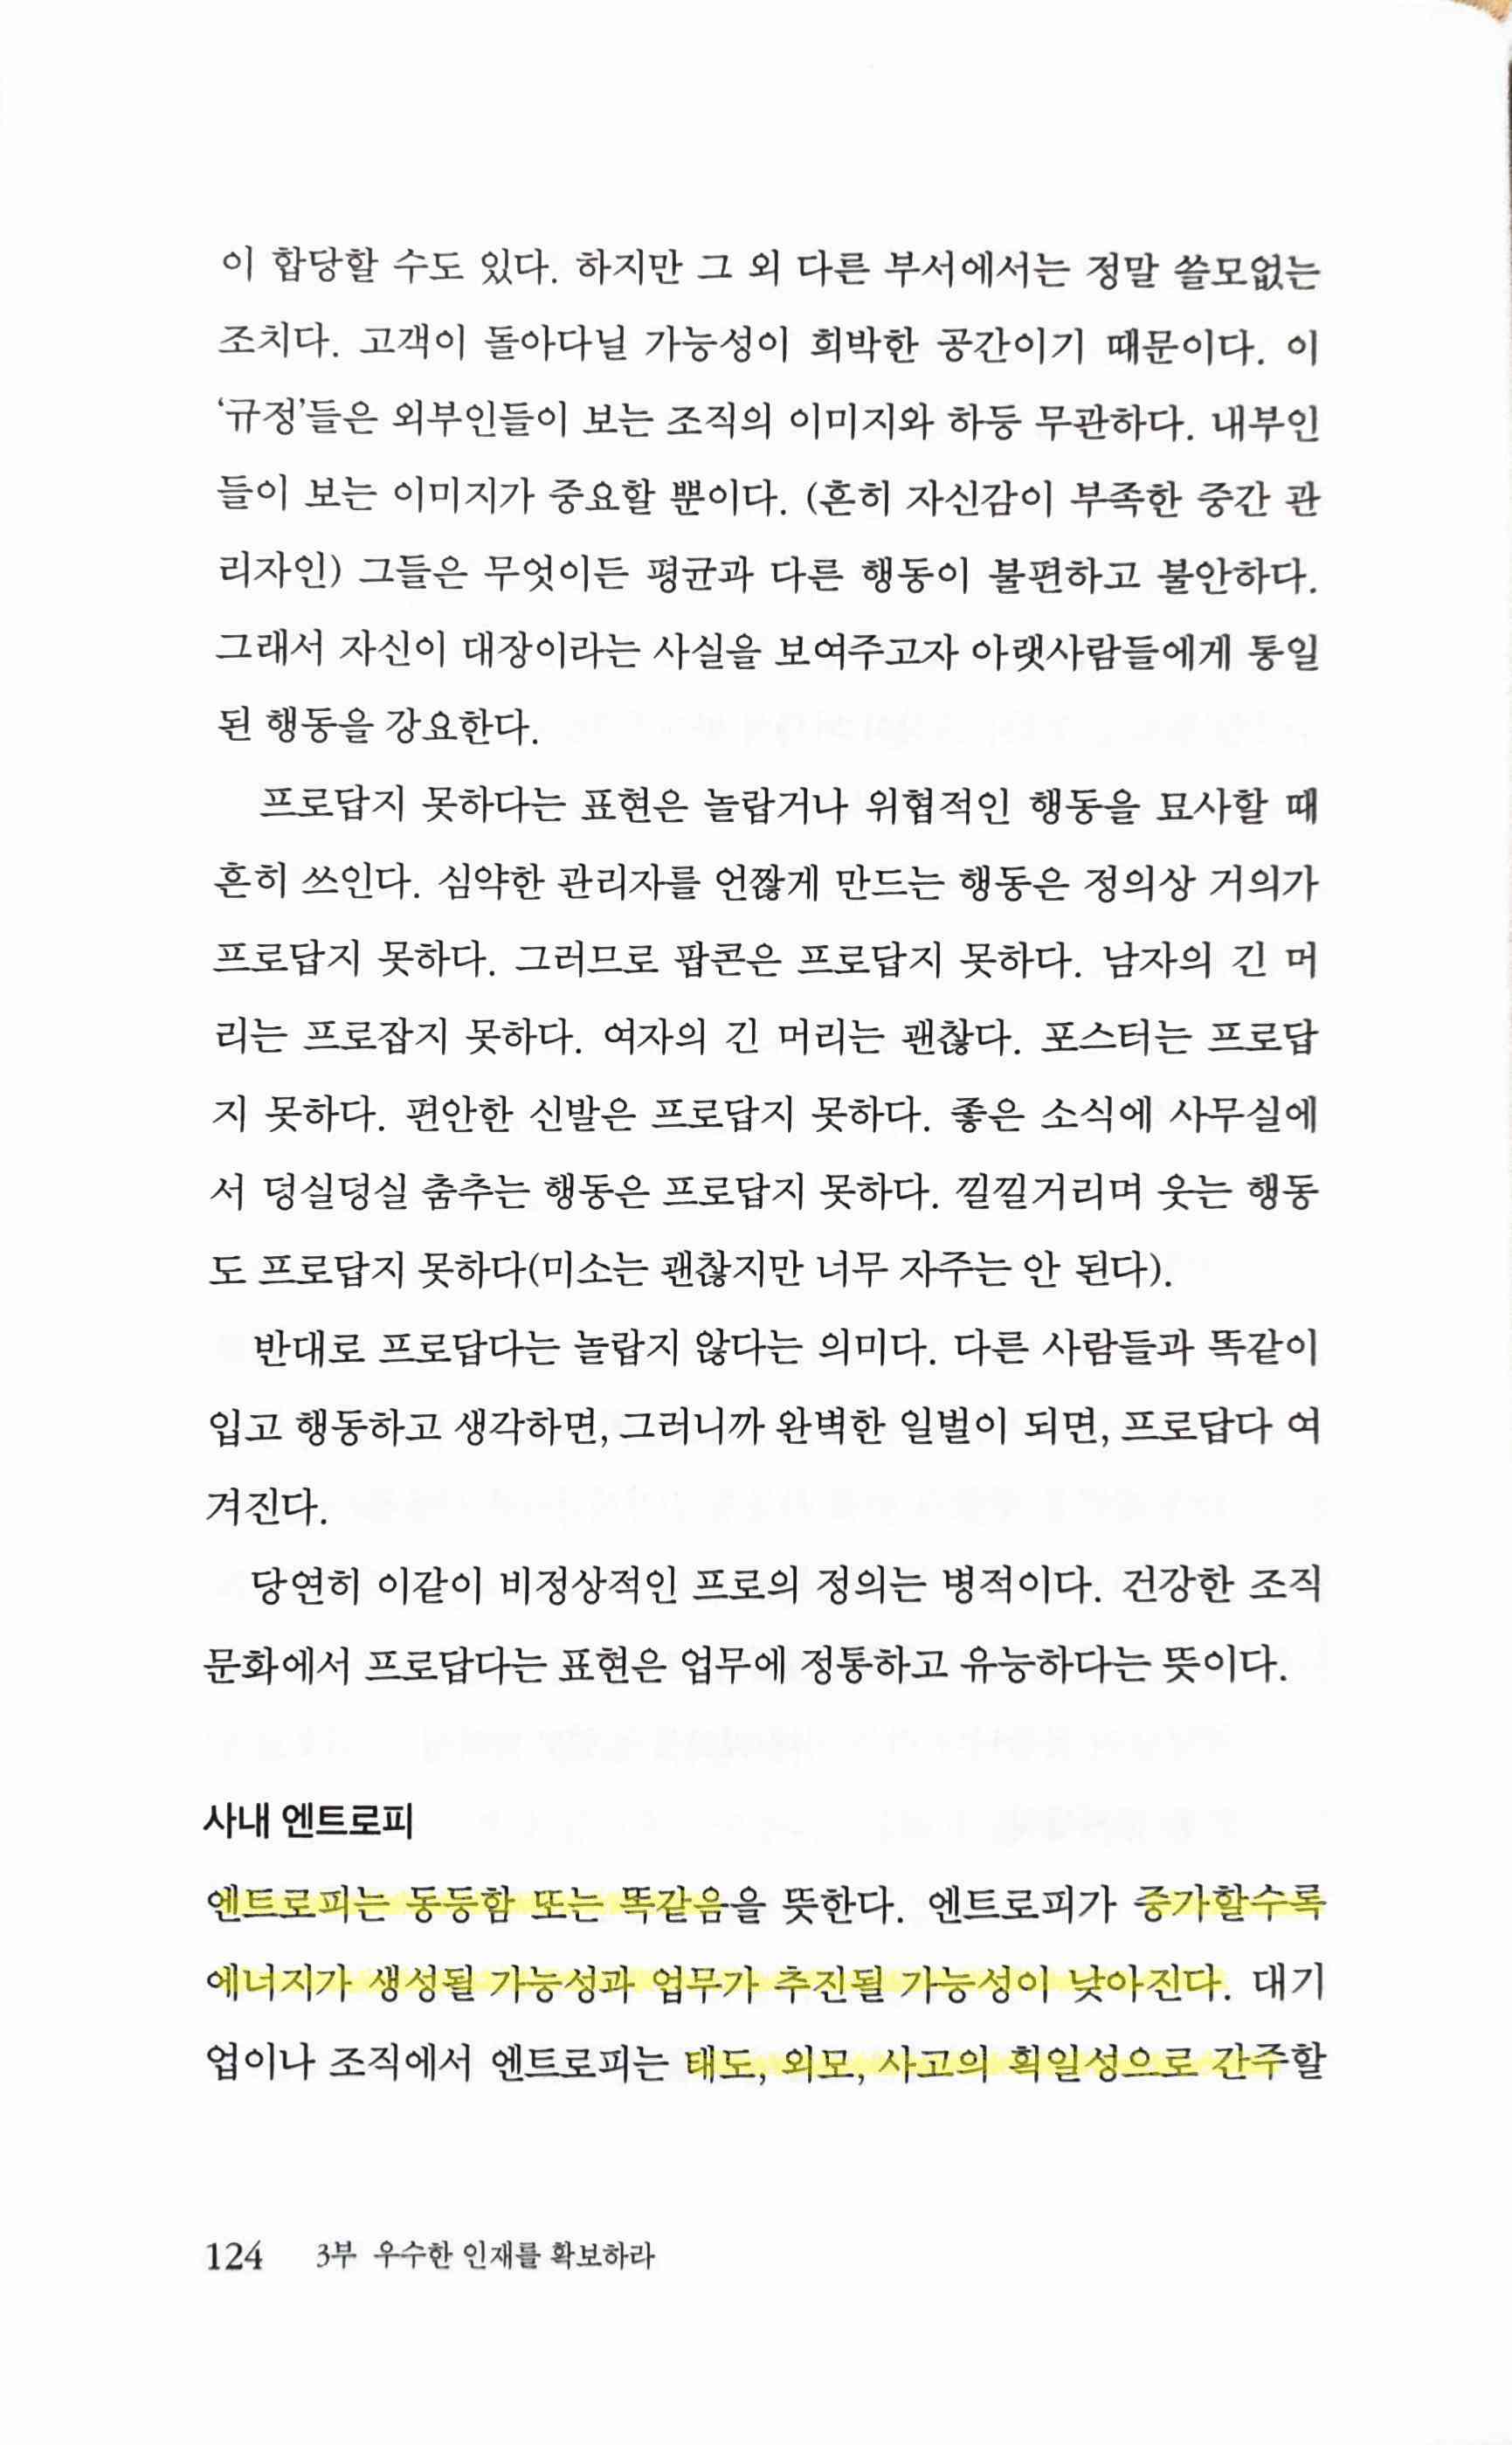 이 합당할 수도 있다. 하지만 그 외 다른 부서에서는 정말 쓸모없는
조치다. 고객이 돌아다닐 가능성이 희박한 공간이기 때문이다. 이
‘규정’들은 외부인들이 보는 조직의 이미지와 하등 무관하다. 내부인
들이 보는 이미지가 중요할 뿐이다. (흔히 자신감이 부족한 중간 관
리자인) 그들은 무엇이든 평균과 다른 행동이 불편하고 불안하다.
그래서 자신이 대장이라는 사실을 보여주고자 아랫사람들에게 통일
된 행동을 강요한다.
프로답지 못하다는 표현은 놀랍거나 위협적인 행동을 묘사할 때
흔히 쓰인다. 심약한 관리자를 언짢게 만드는 행동은 정의상 거의가
프로답지 못하다. 그러므로 팝콘은 프로답지 못하다. 남자의 긴 머
리는 프로잡지 못하다. 여자의 긴 머리는 괜찮다. 포스터는 프로답
지 못하다. 편안한 신발은 프로답지 못하다. 좋은 소식에 사무실에
서 덩실덩실 춤추는 행동은 프로답지 못하다. 낄낄거리며 웃는 행동
도 프로답지 못하다(미소는 괜찮지만 너무 자주는 안 된다).
반대로 프로답다는 놀랍지 않다는 의미다. 다른 사람들과 똑같이
입고 행동하고 생각하면, 그러니까 완벽한 일벌이 되면, 프로답다 여
겨진다.
당연히 이같이 비정상적인 프로의 정의는 병적이다. 건강한 조직
문화에서 프로답다는 표현은 업무에 정통하고 유능하다는 뜻이다.
사내 엔트로피
엔트로피는 동등함 또는 똑같음을 뜻한다. 엔트로피가 증가할수록
에너지가 생성될 가능성과 업무가 추진될 가능성이 낮아진다. 대기
업이나 조직에서 엔트로피는 태도, 외모, 사고의 획일성으로 간주할
124 3부 우수한 인재를 확보하라